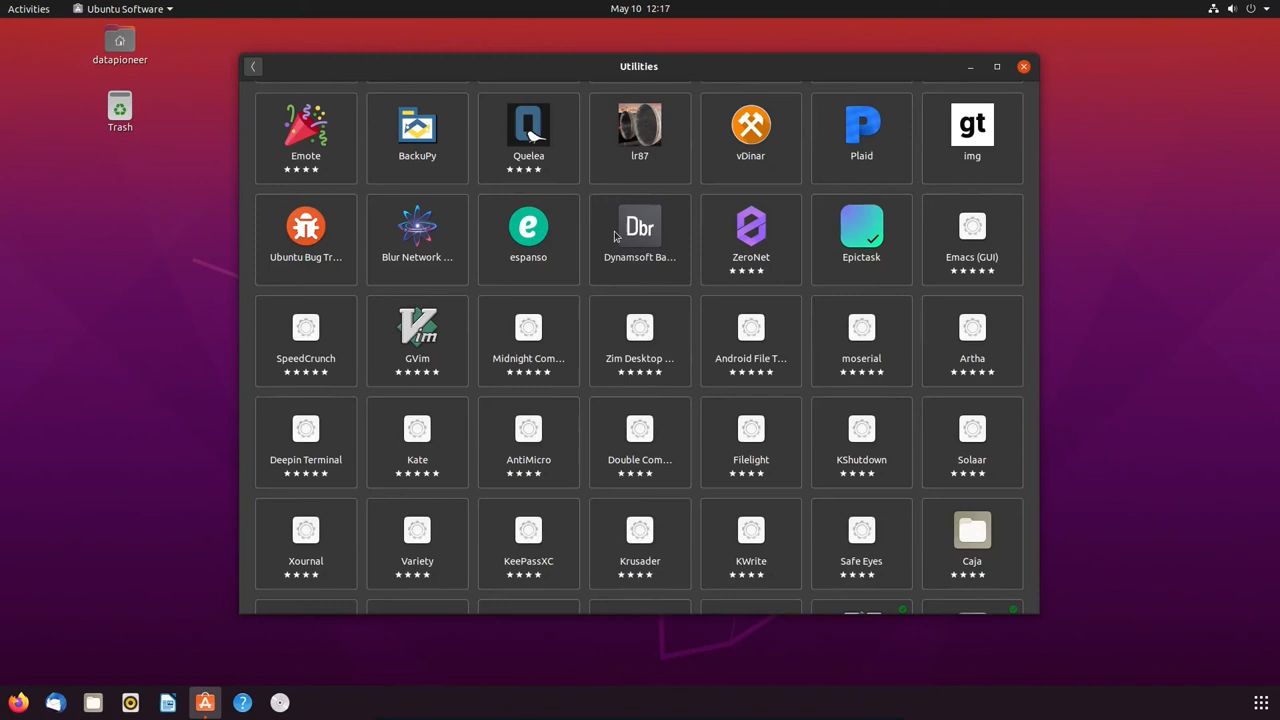 Activities
Ubuntu Software
May 10 12:17
datapioneer
Trash
Utilities
Emote
BackuPy
Quelea
lr87
vDinar
Plaid
gt
img
Ubuntu Bug Tr...
Blur Network ...
e
espanso
Dbr
Dynamsoft Ba...
ZeroNet
Epictask
Emacs (GUI)
SpeedCrunch
Vim
GVim
Midnight Com...
Zim Desktop ...
Android File T...
moserial
Artha
Deepin Terminal
Kate
AntiMicro
Double Com...
Filelight
KShutdown
Solaar
Xournal
Variety
KeePassXC
Krusader
KWrite
Safe Eyes
Caja